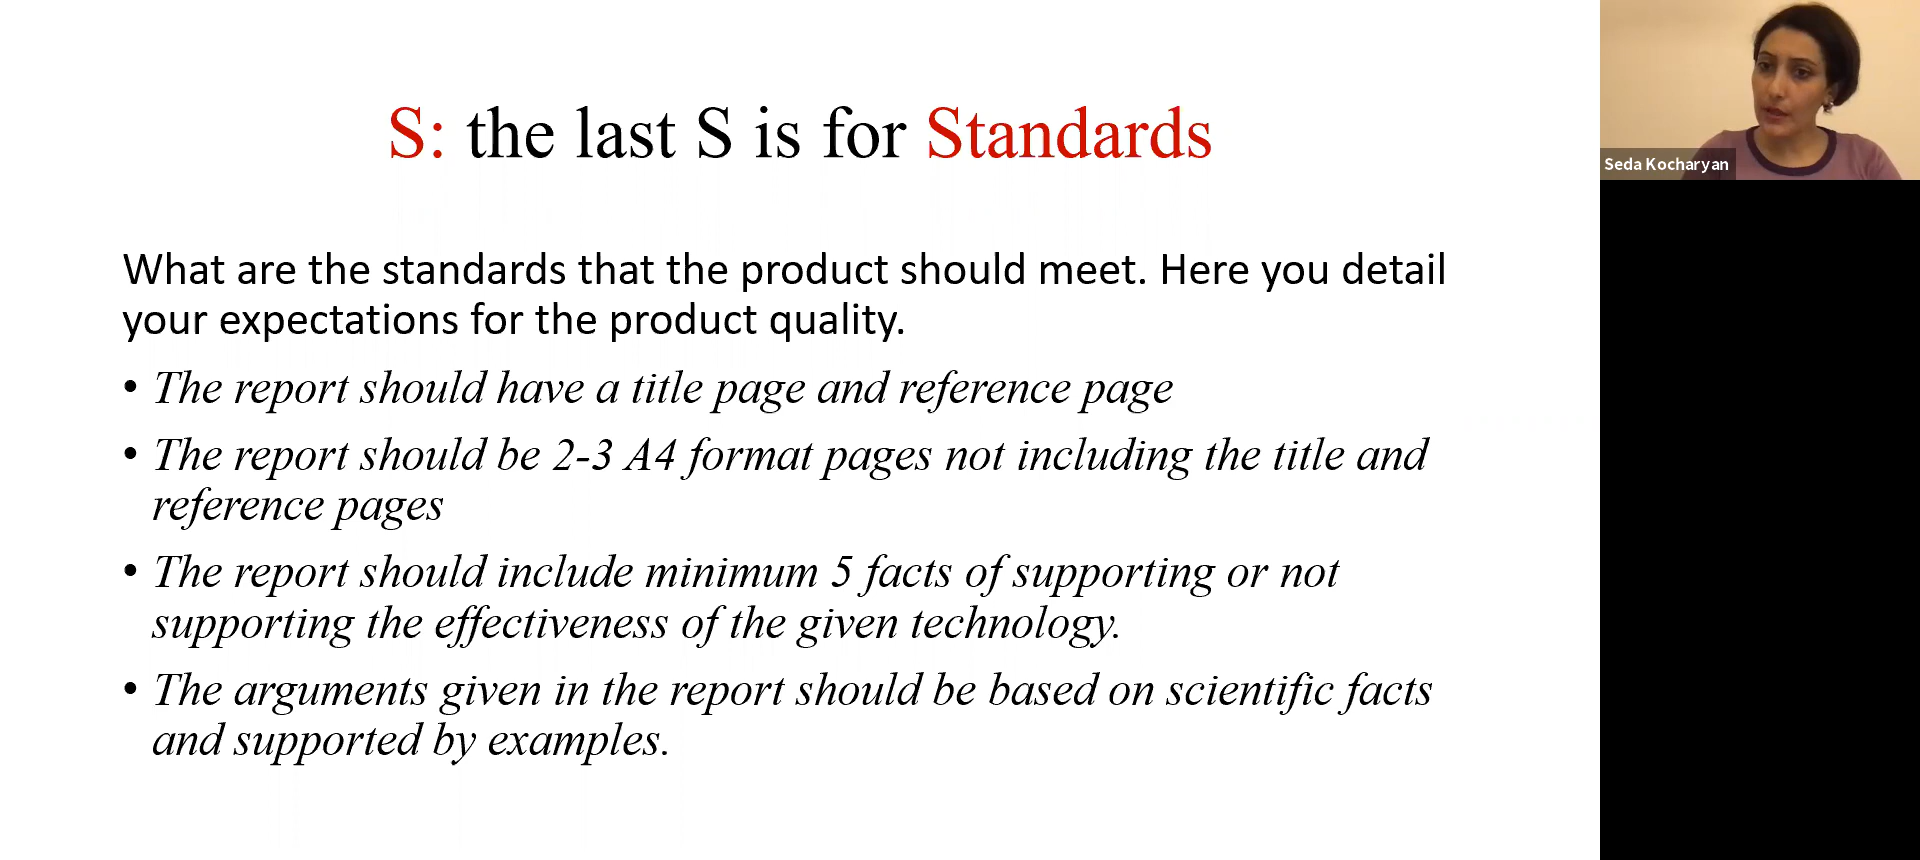 S: the last S is for Standards
What are the standards that the product should meet. Here you detail
your expectations for the product quality.
• The report should have a title page and reference page
• The report should be 2-3 A4 format pages not including the title and
reference pages
• The report should include minimum 5 facts of supporting or not
supporting the effectiveness of the given technology.
• The arguments given in the report should be based on scientific facts
and supported by examples.
Seda Kocharyan